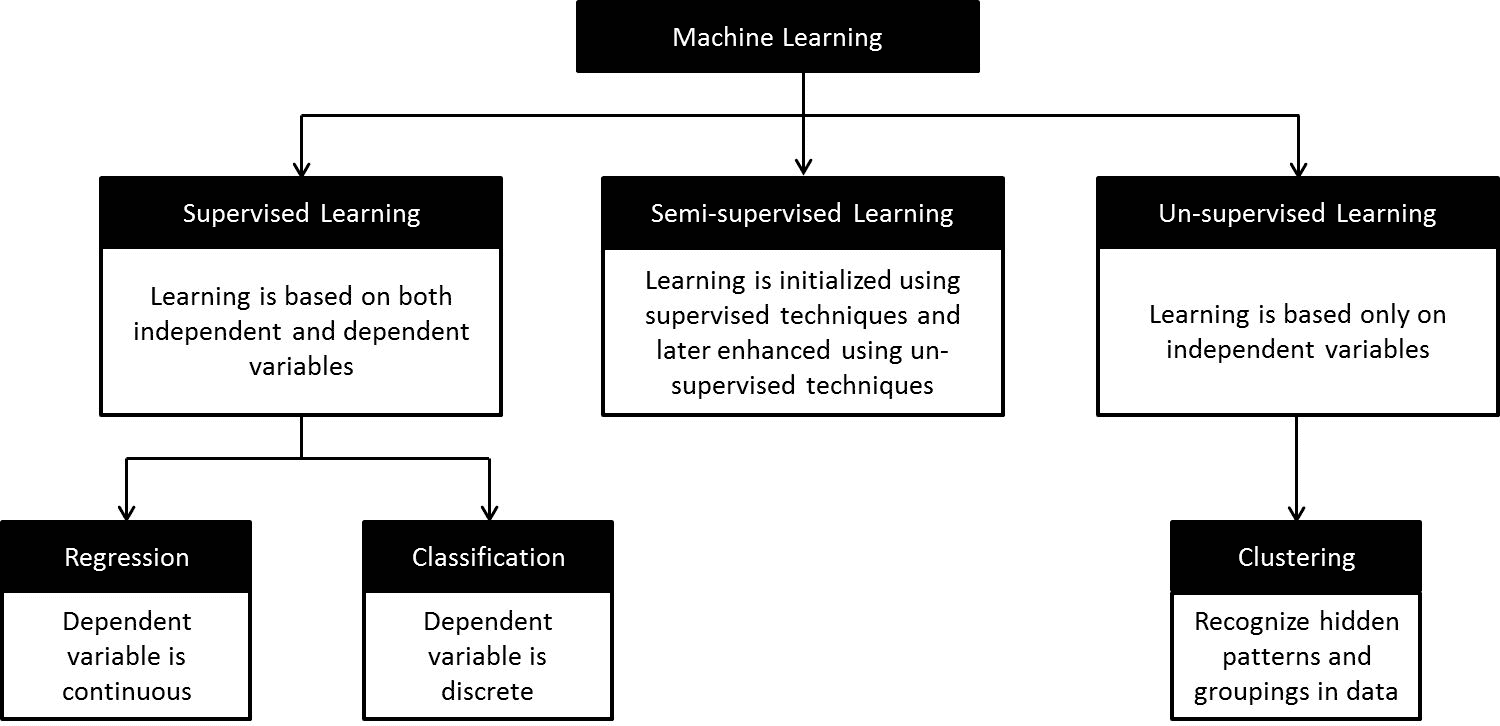 Machine Learning
Supervised Learning
Learning is based on both
independent and dependent
variables
Semi-supervised Learning
Learning is initialized using
supervised techniques and
later enhanced using un-
supervised techniques
Un-supervised Learning
Learning is based only on
independent variables
Regression
Dependent
variable is
continuous
Classification
Dependent
variable is
discrete
Clustering
Recognize hidden
patterns and
groupings in data